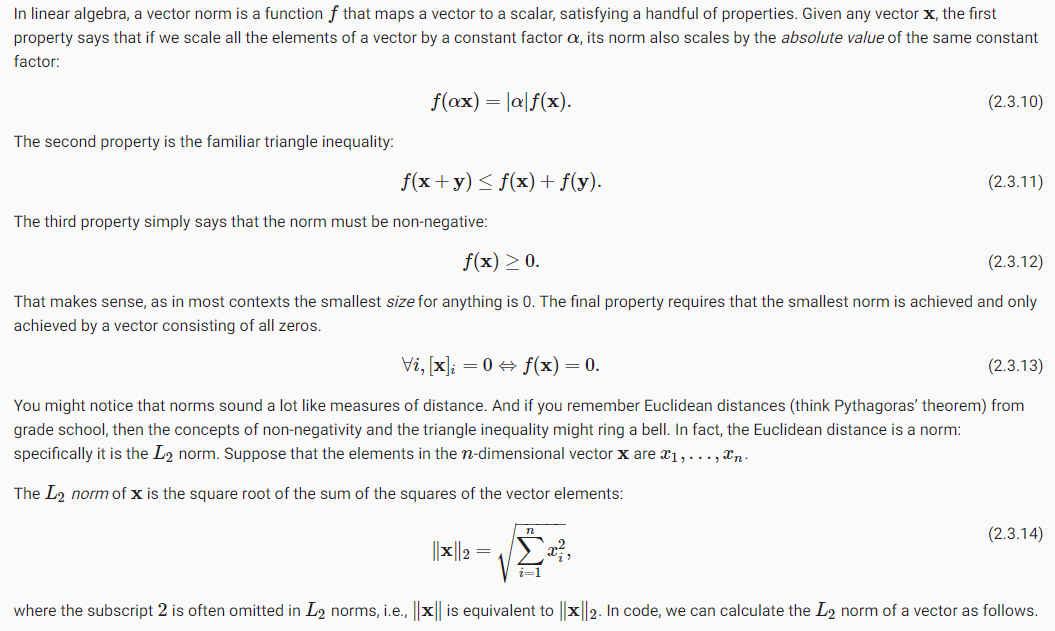 In linear algebra, a vector norm is a function f that maps a vector to a scalar, satisfying a handful of properties. Given any vector x, the first
property says that if we scale all the elements of a vector by a constant factor α, its norm also scales by the absolute value of the same constant
factor:
f(αx) = |α|f(x). (2.3.10)
The second property is the familiar triangle inequality:
f(x + y) ≤ f(x) + f(y). (2.3.11)
The third property simply says that the norm must be non-negative:
f(x) ≥ 0. (2.3.12)
That makes sense, as in most contexts the smallest size for anything is 0. The final property requires that the smallest norm is achieved and only
achieved by a vector consisting of all zeros.
∀i, [x]ᵢ = 0 ⇔ f(x) = 0. (2.3.13)
You might notice that norms sound a lot like measures of distance. And if you remember Euclidean distances (think Pythagoras’ theorem) from
grade school, then the concepts of non-negativity and the triangle inequality might ring a bell. In fact, the Euclidean distance is a norm:
specifically it is the L₂ norm. Suppose that the elements in the n-dimensional vector x are x₁, . . . , xₙ.
The L₂ norm of x is the square root of the sum of the squares of the vector elements:
‖x‖₂ = √(∑ᵢ₌₁ⁿ xᵢ²), (2.3.14)
where the subscript 2 is often omitted in L₂ norms, i.e., ‖x‖ is equivalent to ‖x‖₂. In code, we can calculate the L₂ norm of a vector as follows.